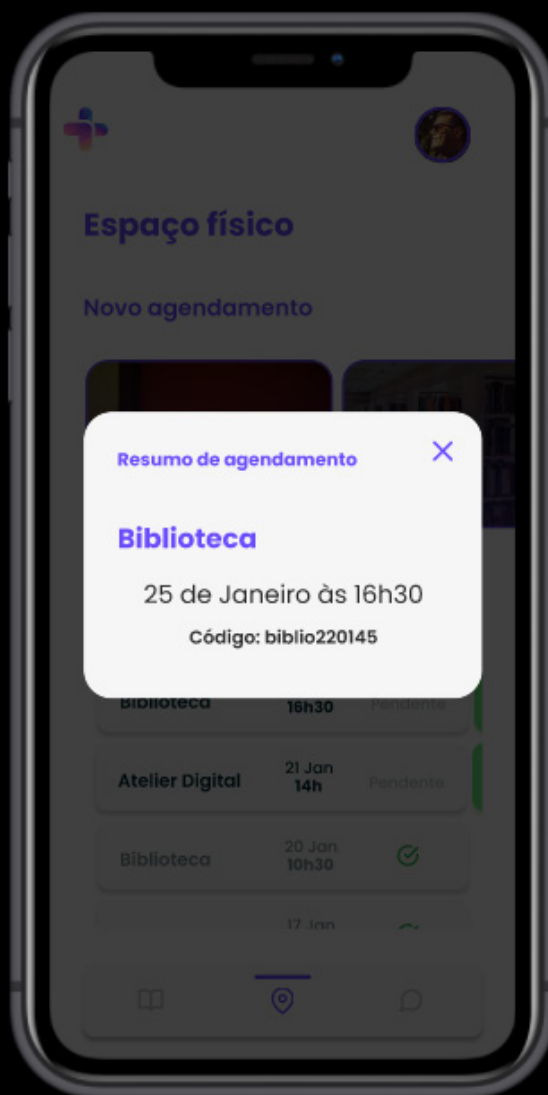 Espaço físico
Novo agendamento
Resumo de agendamento
Biblioteca
25 de Janeiro às 16h30
Código: biblio220145
Biblioteca
16h30
Pendente
Atelier Digital
21 Jan
14h
Pendente
Biblioteca
20 Jan
10h30
17 Jan